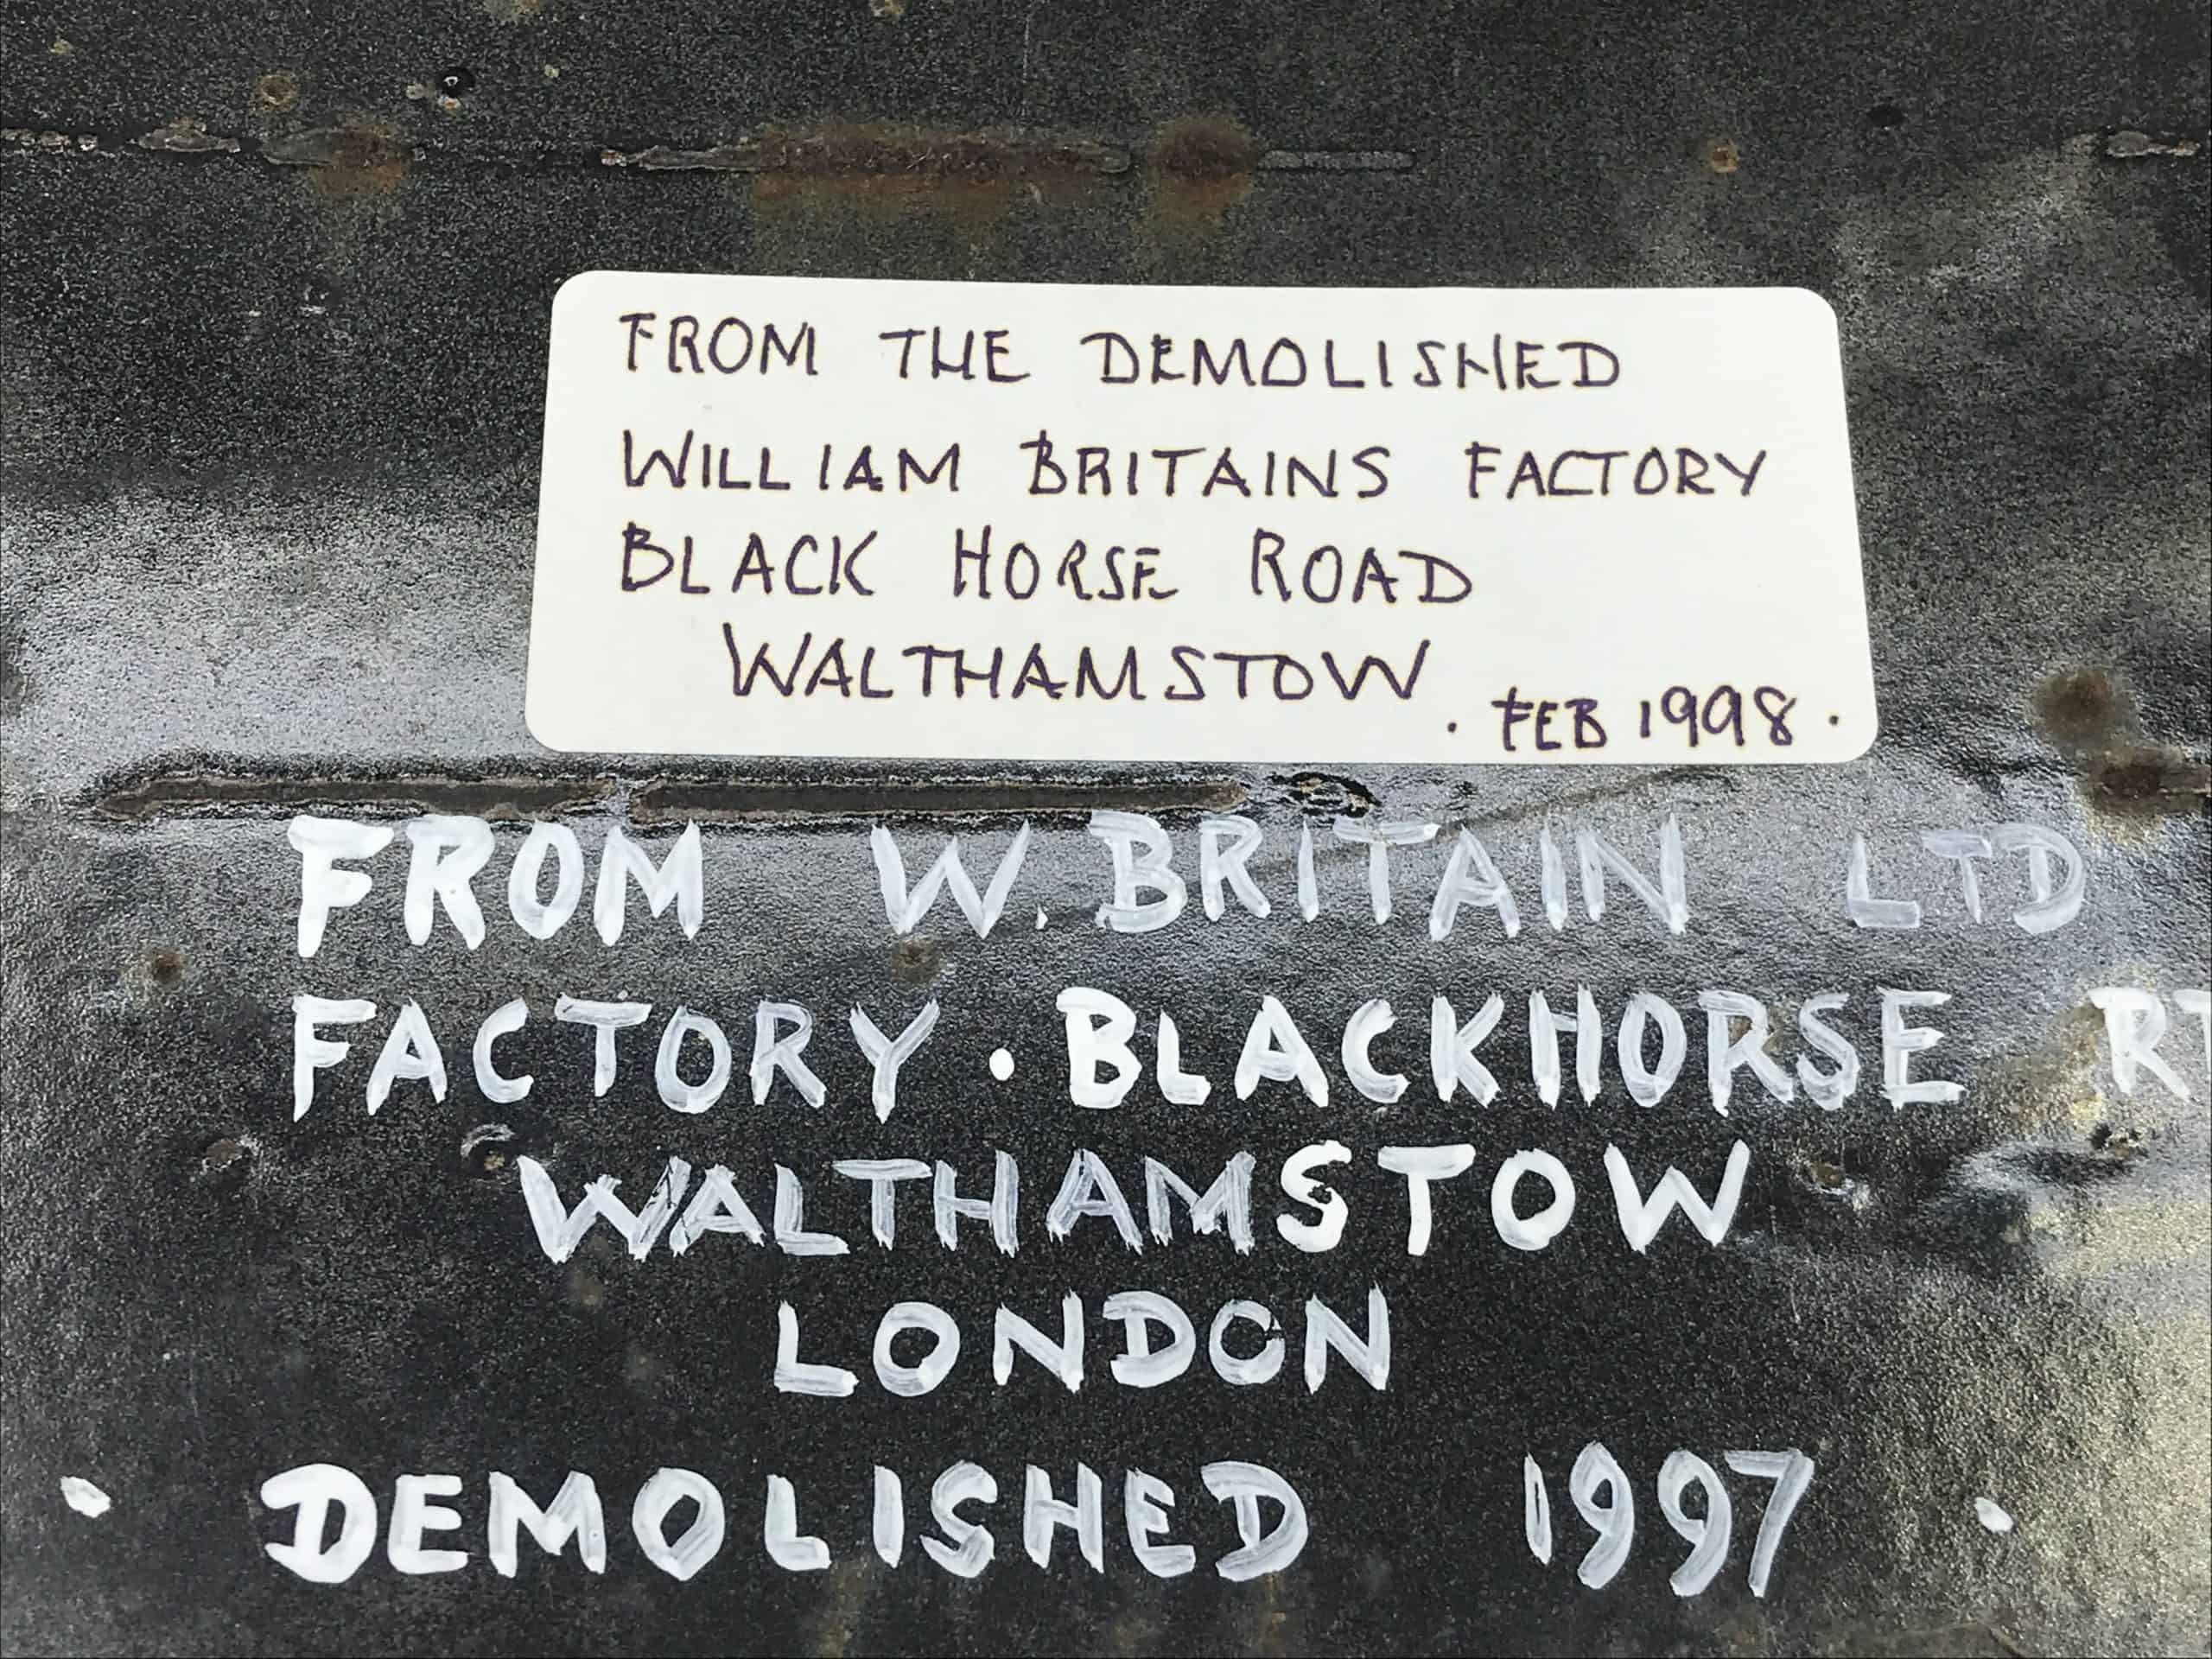 FROM THE DEMOLISHED
WILLIAM BRITAINS FACTORY
BLACK HORSE ROAD
WALTHAMSTOW
. FEB 1998 .
FROM W. BRITAIN LTD
FACTORY · BLACKHORSE
WALTHAMSTOW
LONDON
· DEMOLISHED 1997 ·